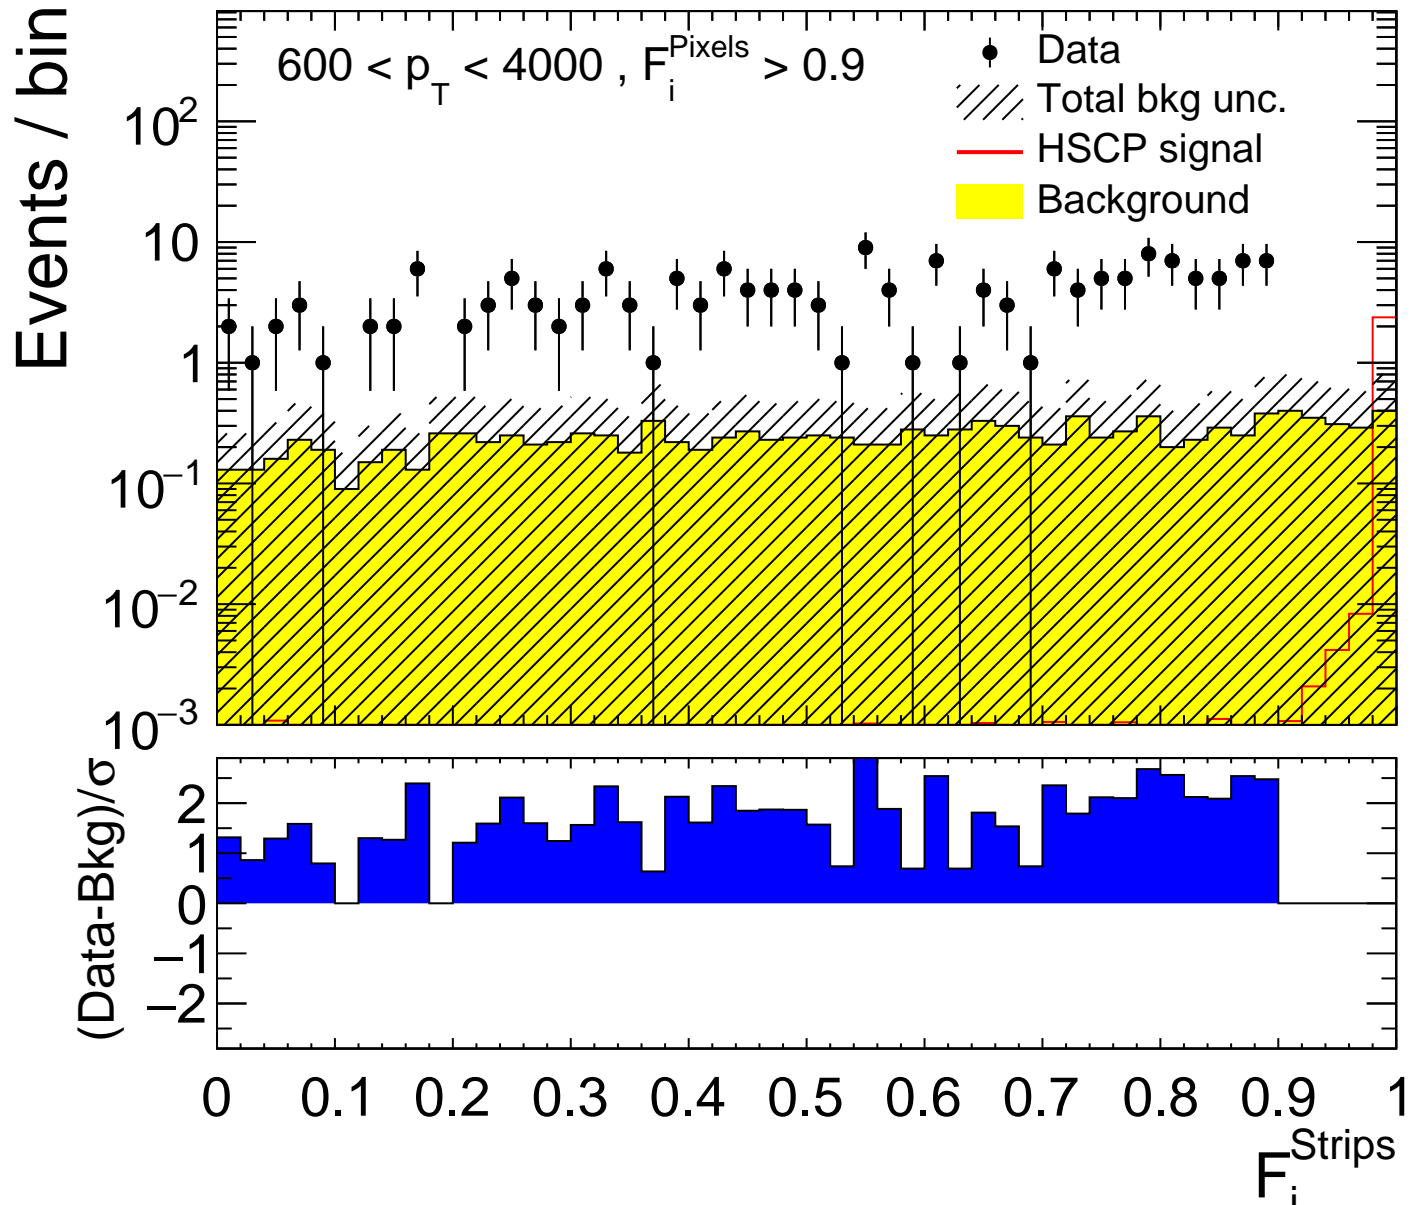 Events / bin
600 < p_T < 4000 , F_i^Pixels > 0.9
Data
Total bkg unc.
HSCP signal
Background
10²
10
1
10⁻¹
10⁻²
10⁻³
(Data-Bkg)/σ
2
1
0
−1
−2
0 0.1 0.2 0.3 0.4 0.5 0.6 0.7 0.8 0.9 1
F_i^Strips